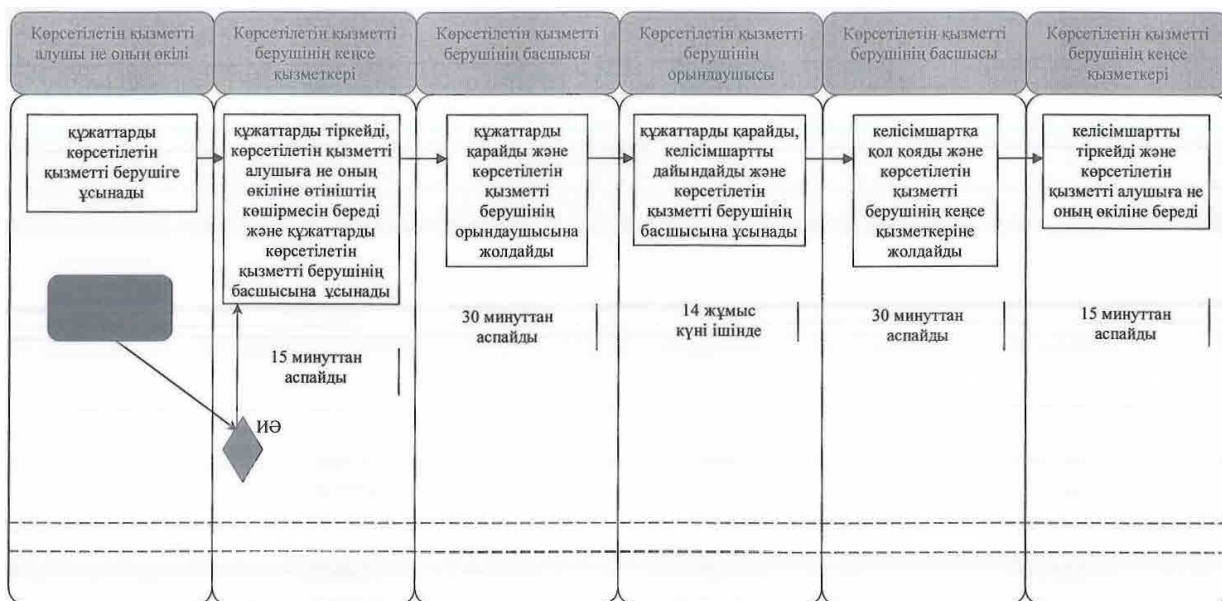 Көрсетілетін қызметті
алушы не оның өкілі
Көрсетілетін қызметті
берушінің кеңсе
қызметкері
Көрсетілетін қызметті
берушінің басшысы
Көрсетілетін қызметті
берушінің
орындаушысы
Көрсетілетін қызметті
берушінің басшысы
Көрсетілетін қызметті
берушінің кеңсе
қызметкері
құжаттарды
көрсетілетін
қызметті берушіге
ұсынады
құжаттарды тіркейді,
көрсетілетін қызметті
алушыға не оның
өкіліне өтініштің
көшірмесін береді
және құжаттарды
көрсетілетін
қызметті берушінің
басшысына ұсынады
құжаттарды
қарайды және
көрсетілетін
қызметті
берушінің
орындаушысына
жолдайды
құжаттарды қарайды,
келісімшартты
дайындайды және
көрсетілетін
қызметті берушінің
басшысына ұсынады
келісімшартқа
қол қояды және
көрсетілетін
қызметті
берушінің кеңсе
қызметкеріне
жолдайды
келісімшартты
тіркейді және
көрсетілетін
қызметті алушыға не
оның өкіліне береді
15 минуттан
аспайды
30 минуттан
аспайды
14 жұмыс
күні ішінде
30 минуттан
аспайды
15 минуттан
аспайды
ИӘ